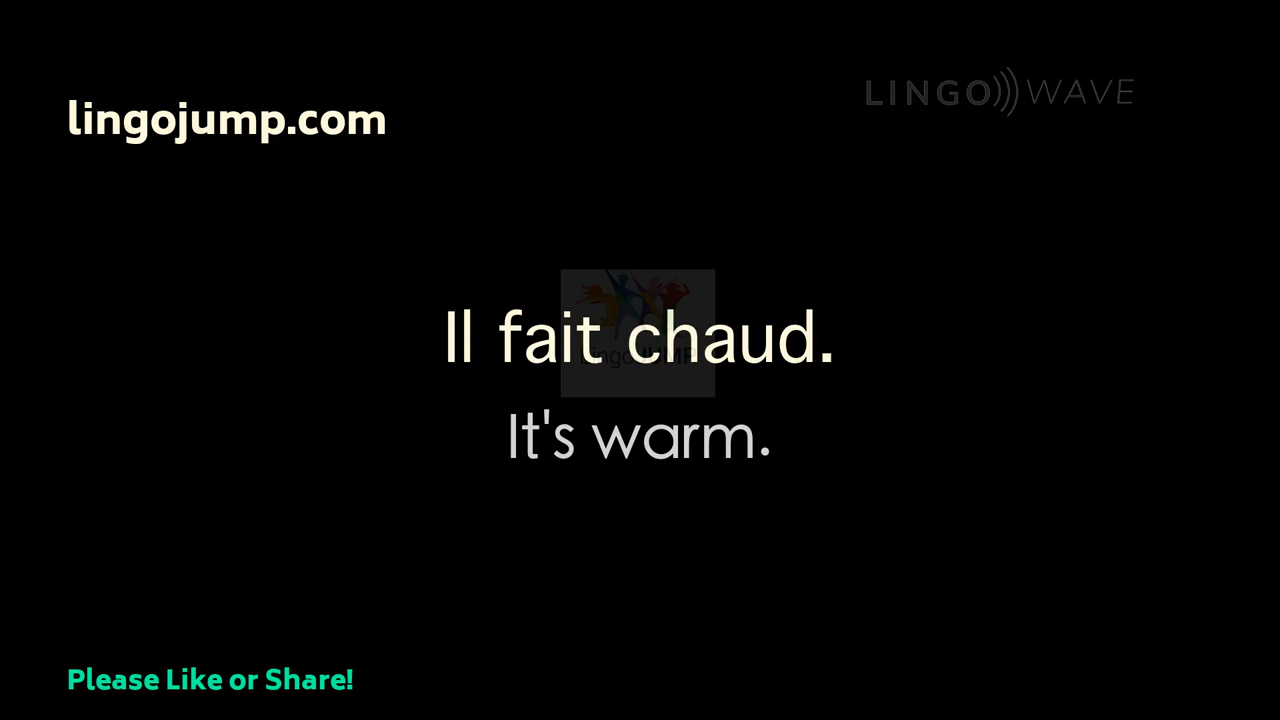 lingojump.com
LINGO WAVE
Il fait chaud.
It's warm.
Please Like or Share!